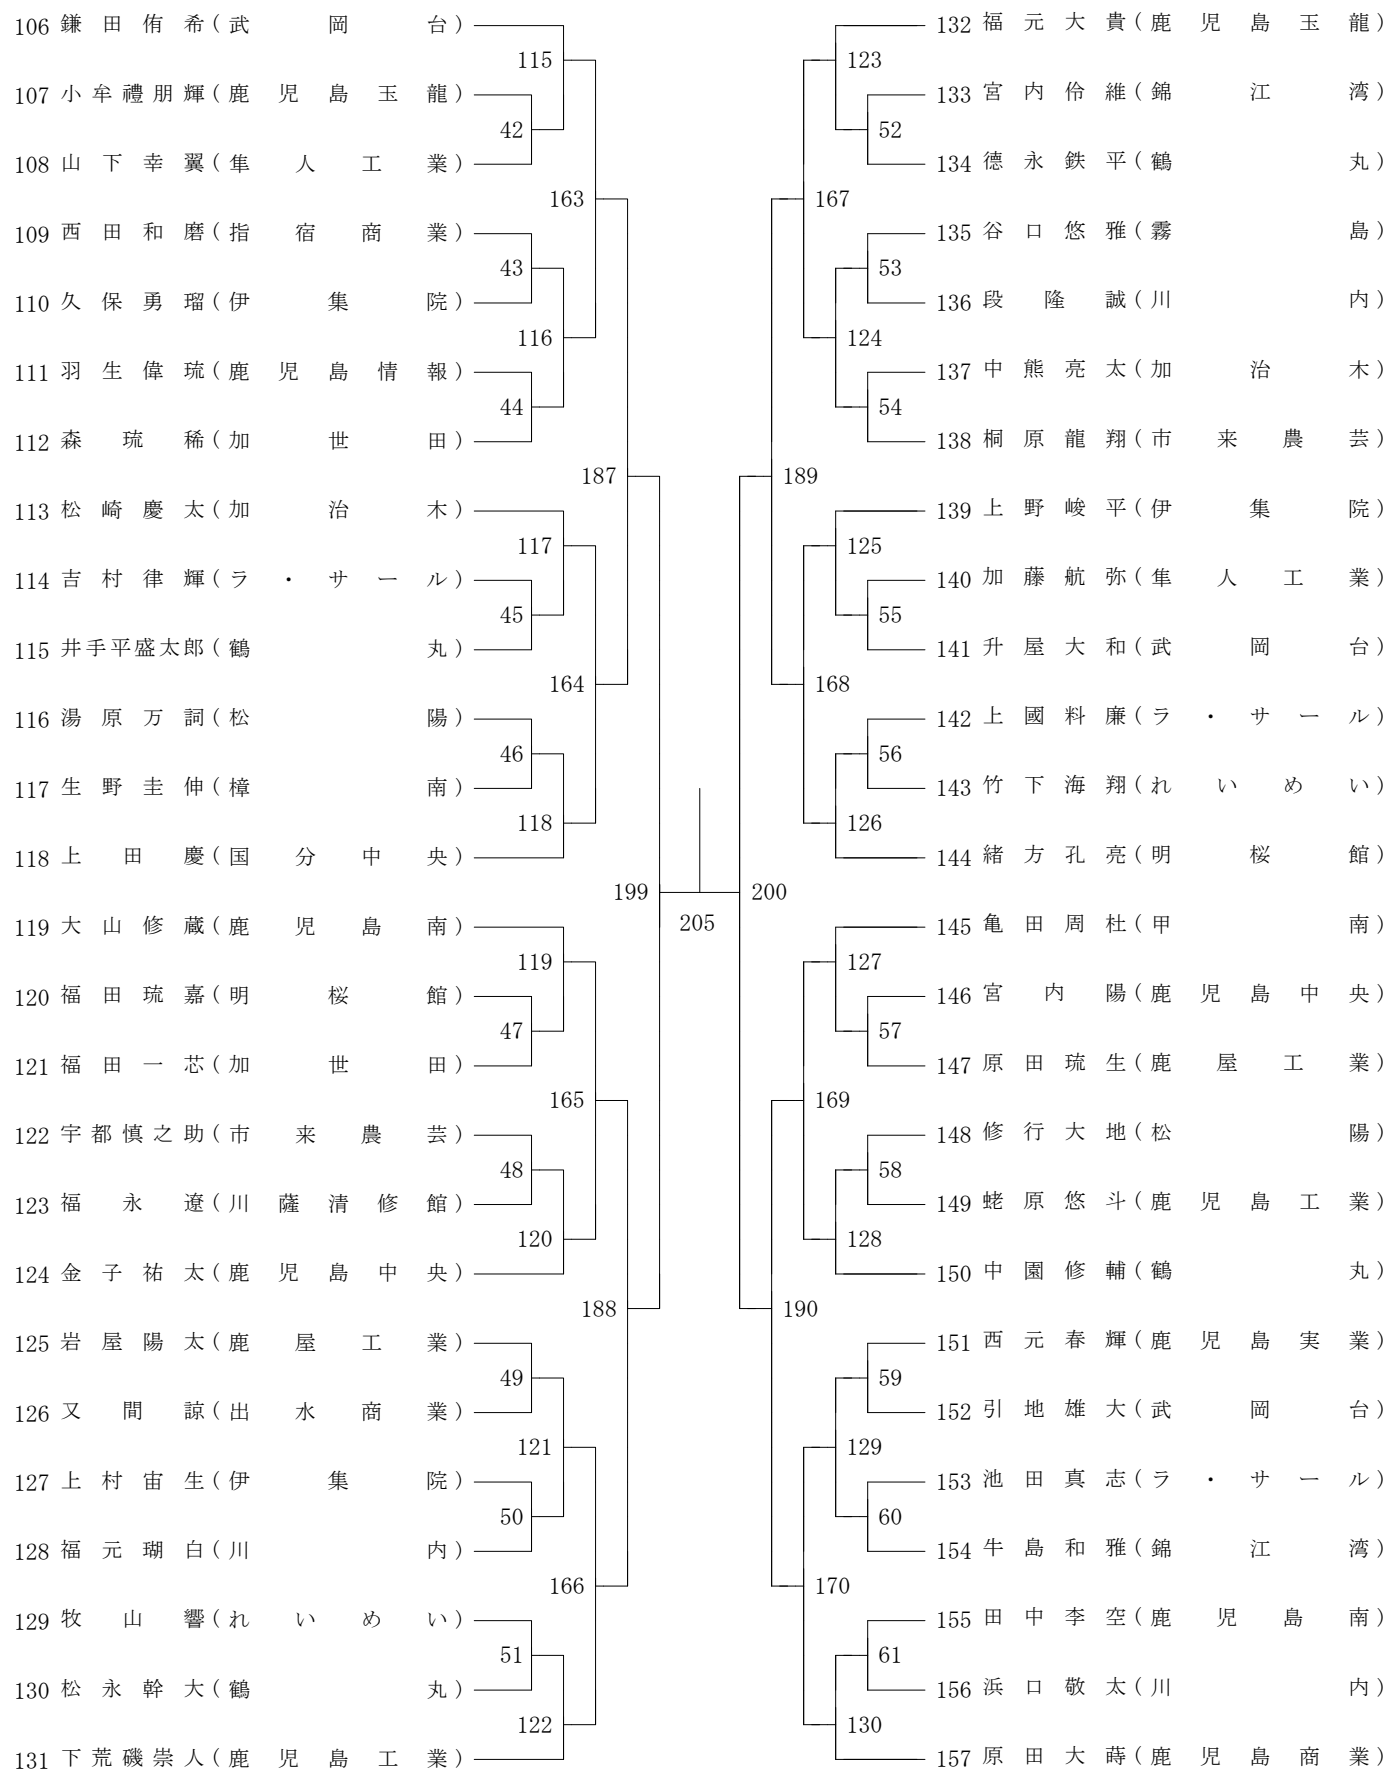 106 鎌田侑希(武岡台)
115
107 小牟禮朋輝(鹿児島玉龍)
42
108 山下幸翼(隼人工業)
163
109 西田和磨(指宿商業)
43
110 久保勇瑠(伊集院)
116
111 羽生偉琉(鹿児島情報)
44
112 森琉稀(加世田)
187
113 松崎慶太(加治木)
117
114 吉村律輝(ラ・サール)
45
115 井手平盛太郎(鶴丸)
164
116 湯原万詞(松陽)
46
117 生野圭伸(樟南)
118
118 上田慶(国分中央)
199
119 大山修蔵(鹿児島南)
119
120 福田琉嘉(明桜館)
47
121 福田一芯(加世田)
165
122 宇都慎之助(市来農芸)
48
123 福永遼(川薩清修館)
120
124 金子祐太(鹿児島中央)
188
125 岩屋陽太(鹿屋工業)
49
126 又間諒(出水商業)
121
127 上村宙生(伊集院)
50
128 福元瑚白(川内)
166
129 牧山響(れいめい)
51
130 松永幹大(鶴丸)
122
131 下荒磯崇人(鹿児島工業)
205
132 福元大貴(鹿児島玉龍)
123
133 宮内伶維(錦江湾)
52
134 德永鉄平(鶴丸)
167
135 谷口悠雅(霧島)
53
136 段隆誠(川内)
124
137 中熊亮太(加治木)
54
138 桐原龍翔(市来農芸)
189
139 上野峻平(伊集院)
125
140 加藤航弥(隼人工業)
55
141 升屋大和(武岡台)
168
142 上國料廉(ラ・サール)
56
143 竹下海翔(れいめい)
126
144 緒方孔亮(明桜館)
200
145 亀田周杜(甲南)
127
146 宮内陽(鹿児島中央)
57
147 原田琉生(鹿屋工業)
169
148 修行大地(松陽)
58
149 蛯原悠斗(鹿児島工業)
128
150 中園修輔(鶴丸)
190
151 西元春輝(鹿児島実業)
59
152 引地雄大(武岡台)
129
153 池田真志(ラ・サール)
60
154 牛島和雅(錦江湾)
170
155 田中李空(鹿児島南)
61
156 浜口敬太(川内)
130
157 原田大蒔(鹿児島商業)